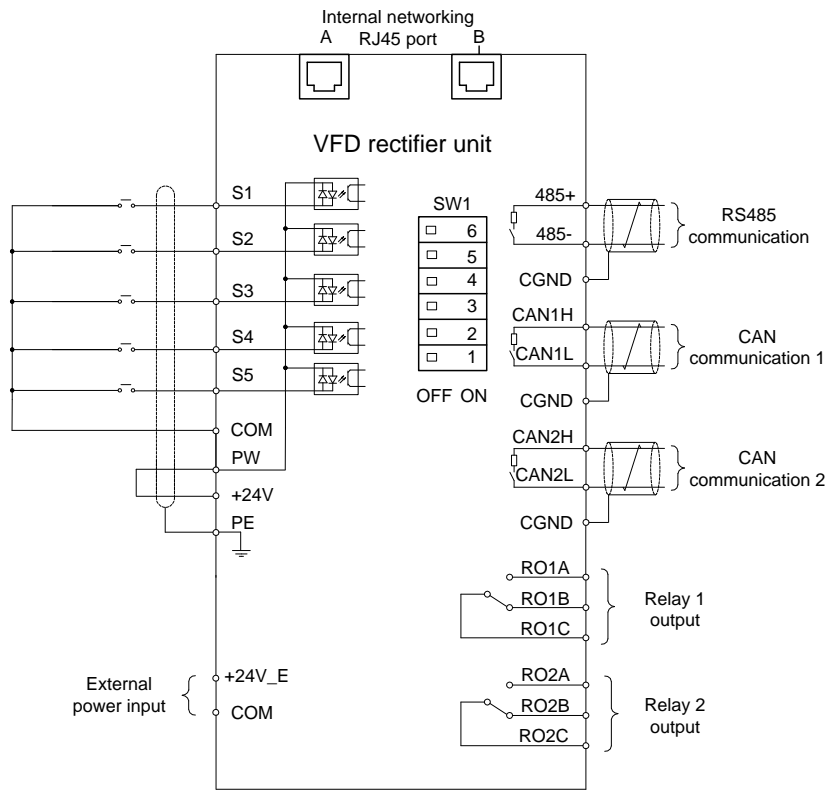 Internal networking
A RJ45 port B
VFD rectifier unit
S1
S2
S3
S4
S5
COM
PW
+24V
PE
External
power input
+24V_E
COM
SW1
6
5
4
3
2
1
OFF ON
485+
485-
CGND
RS485
communication
CAN1H
CAN1L
CGND
CAN
communication 1
CAN2H
CAN2L
CGND
CAN
communication 2
RO1A
RO1B
RO1C
Relay 1
output
RO2A
RO2B
RO2C
Relay 2
output